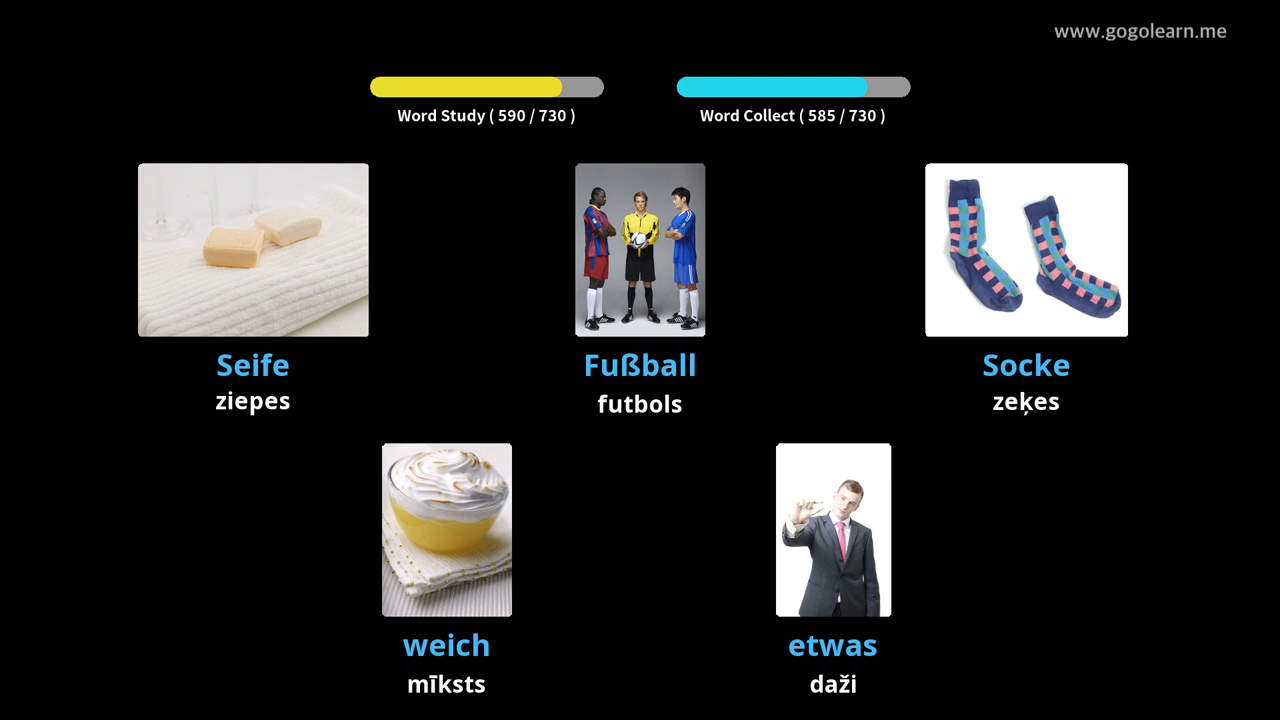 www.gogolearn.me
Word Study ( 590 / 730 )
Word Collect ( 585 / 730 )
Seife
ziepes
Fußball
futbols
Socke
zeķes
weich
mīksts
etwas
daži